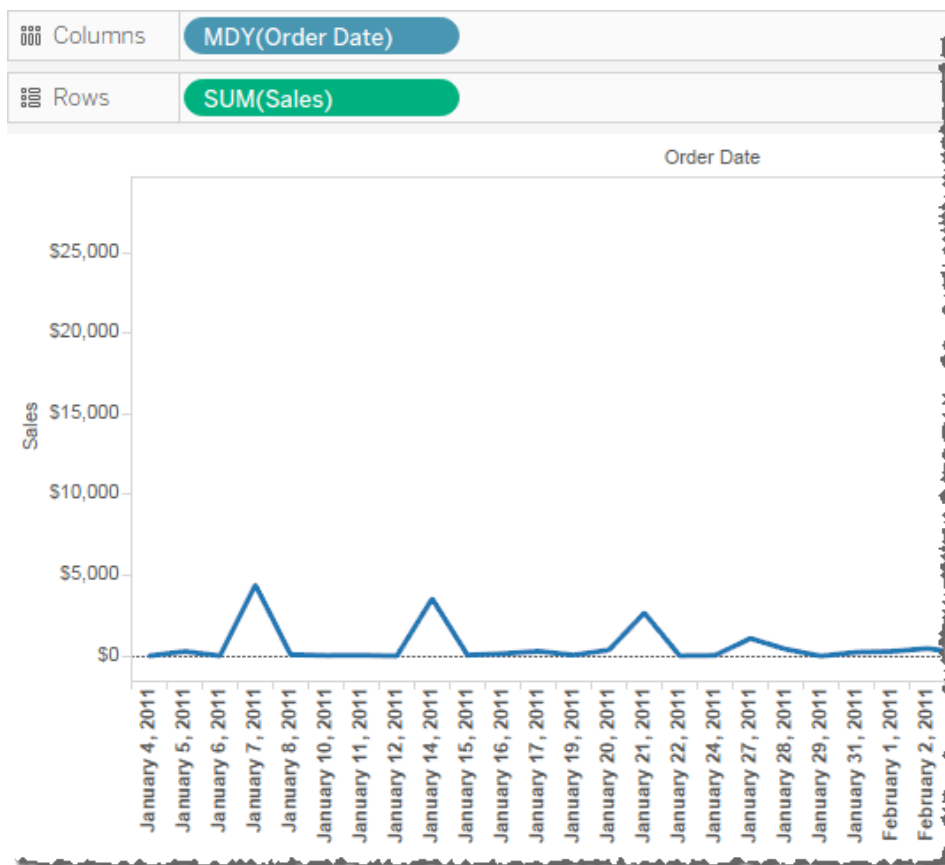 Columns MDY(Order Date)
Rows SUM(Sales)
Order Date
$25,000
$20,000
$15,000
$10,000
$5,000
$0
Sales
January 4, 2011
January 5, 2011
January 6, 2011
January 7, 2011
January 8, 2011
January 10, 2011
January 11, 2011
January 12, 2011
January 14, 2011
January 15, 2011
January 16, 2011
January 17, 2011
January 19, 2011
January 20, 2011
January 21, 2011
January 22, 2011
January 24, 2011
January 27, 2011
January 28, 2011
January 29, 2011
January 31, 2011
February 1, 2011
February 2, 2011